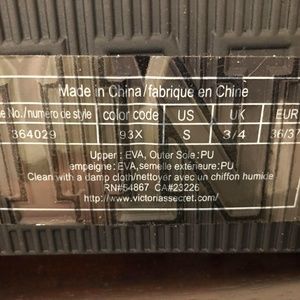 Made in China/fabrique en Chine
e No./numéro de style color code US UK EUR
364029 93X S 3/4 36/37
Upper : EVA, Outer Sole:PU
empeigne : EVA,semelle extérieure:PU
Clean with a damp cloth/nettoyer avec un chiffon humide
RN#54867 CA#23226
http://www.victoriassecret.com/